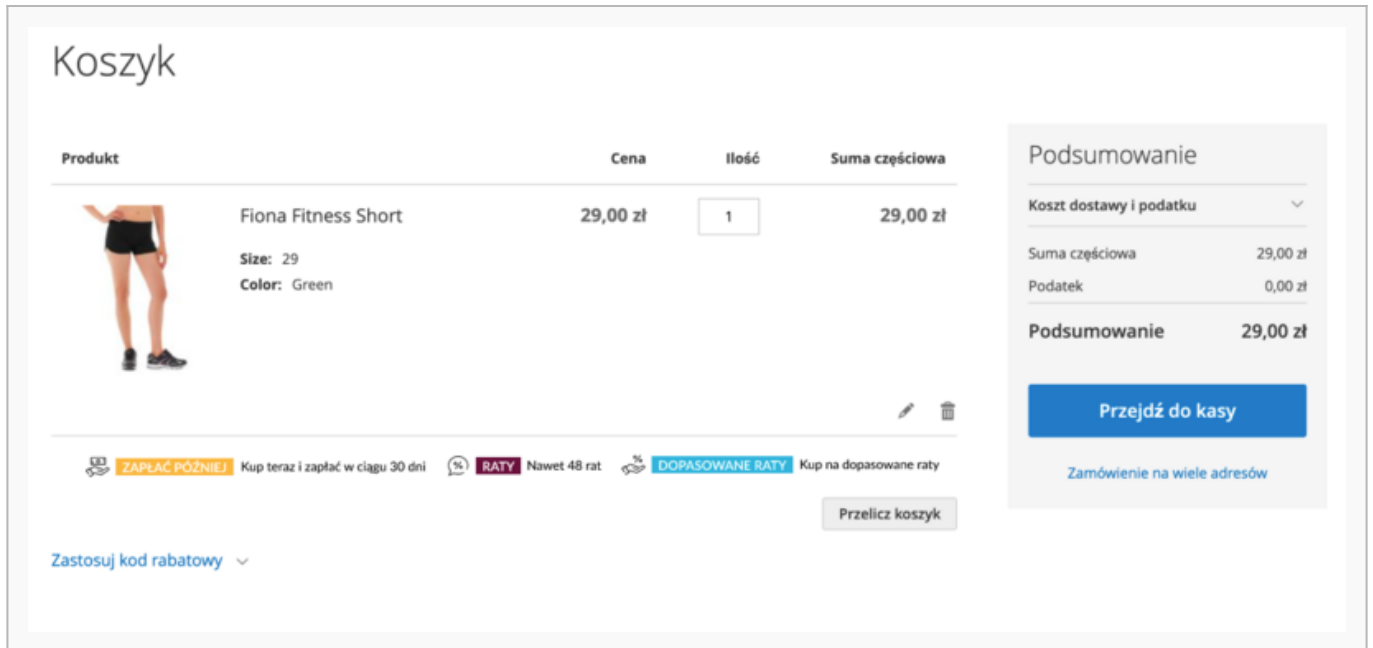 Koszyk
Produkt Cena Ilość Suma częściowa
Fiona Fitness Short 29,00 zł 1 29,00 zł
Size: 29
Color: Green
ZAPŁAĆ PÓŹNIEJ Kup teraz i zapłać w ciągu 30 dni % RATY Nawet 48 rat % DOPASOWANE RATY Kup na dopasowane raty
Przelicz koszyk
Zastosuj kod rabatowy
Podsumowanie
Koszt dostawy i podatku
Suma częściowa 29,00 zł
Podatek 0,00 zł
Podsumowanie 29,00 zł
Przejdź do kasy
Zamówienie na wiele adresów